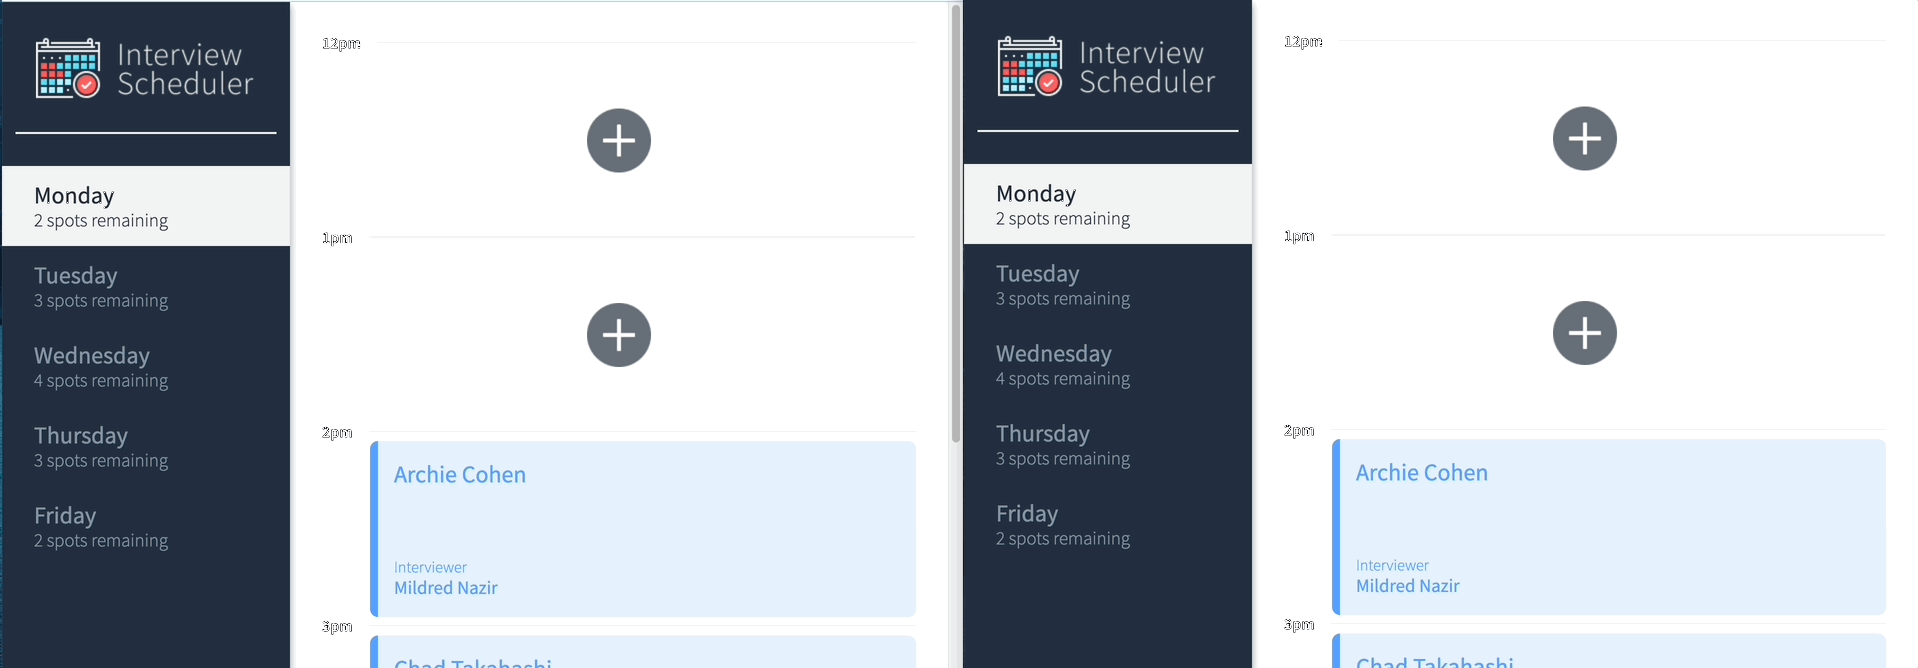 Interview
Scheduler
Monday
2 spots remaining
Tuesday
3 spots remaining
Wednesday
4 spots remaining
Thursday
3 spots remaining
Friday
2 spots remaining
12pm
1pm
2pm
Archie Cohen
Interviewer
Mildred Nazir
3pm
Chad Takahashi
Interview
Scheduler
Monday
2 spots remaining
Tuesday
3 spots remaining
Wednesday
4 spots remaining
Thursday
3 spots remaining
Friday
2 spots remaining
12pm
1pm
2pm
Archie Cohen
Interviewer
Mildred Nazir
3pm
Chad Takahashi